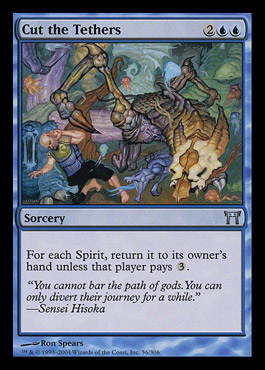 Cut the Tethers 2
Sorcery
For each Spirit, return it to its owner's
hand unless that player pays 3.
"You cannot bar the path of gods. You can
only divert their journey for a while."
—Sensei Hisoka
Ron Spears
™ & © 1993–2004 Wizards of the Coast, Inc. 56/306